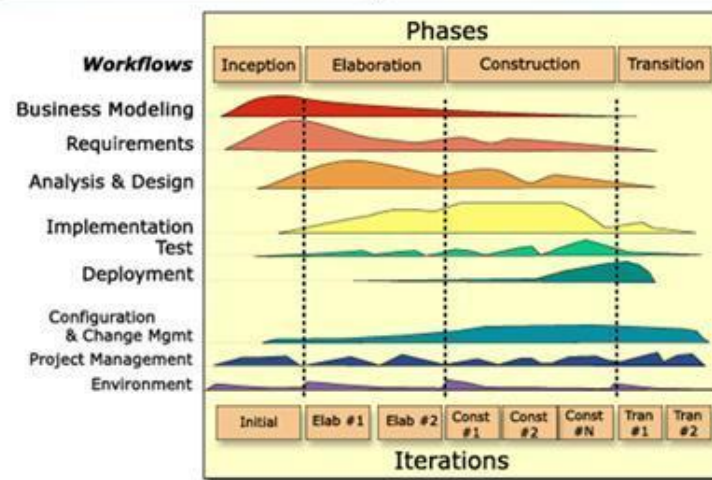 Phases
Workflows
Inception
Elaboration
Construction
Transition
Business Modeling
Requirements
Analysis & Design
Implementation
Test
Deployment
Configuration
& Change Mgmt
Project Management
Environment
Initial
Elab #1
Elab #2
Const
#1
Const
#2
Const
#N
Tran
#1
Tran
#2
Iterations